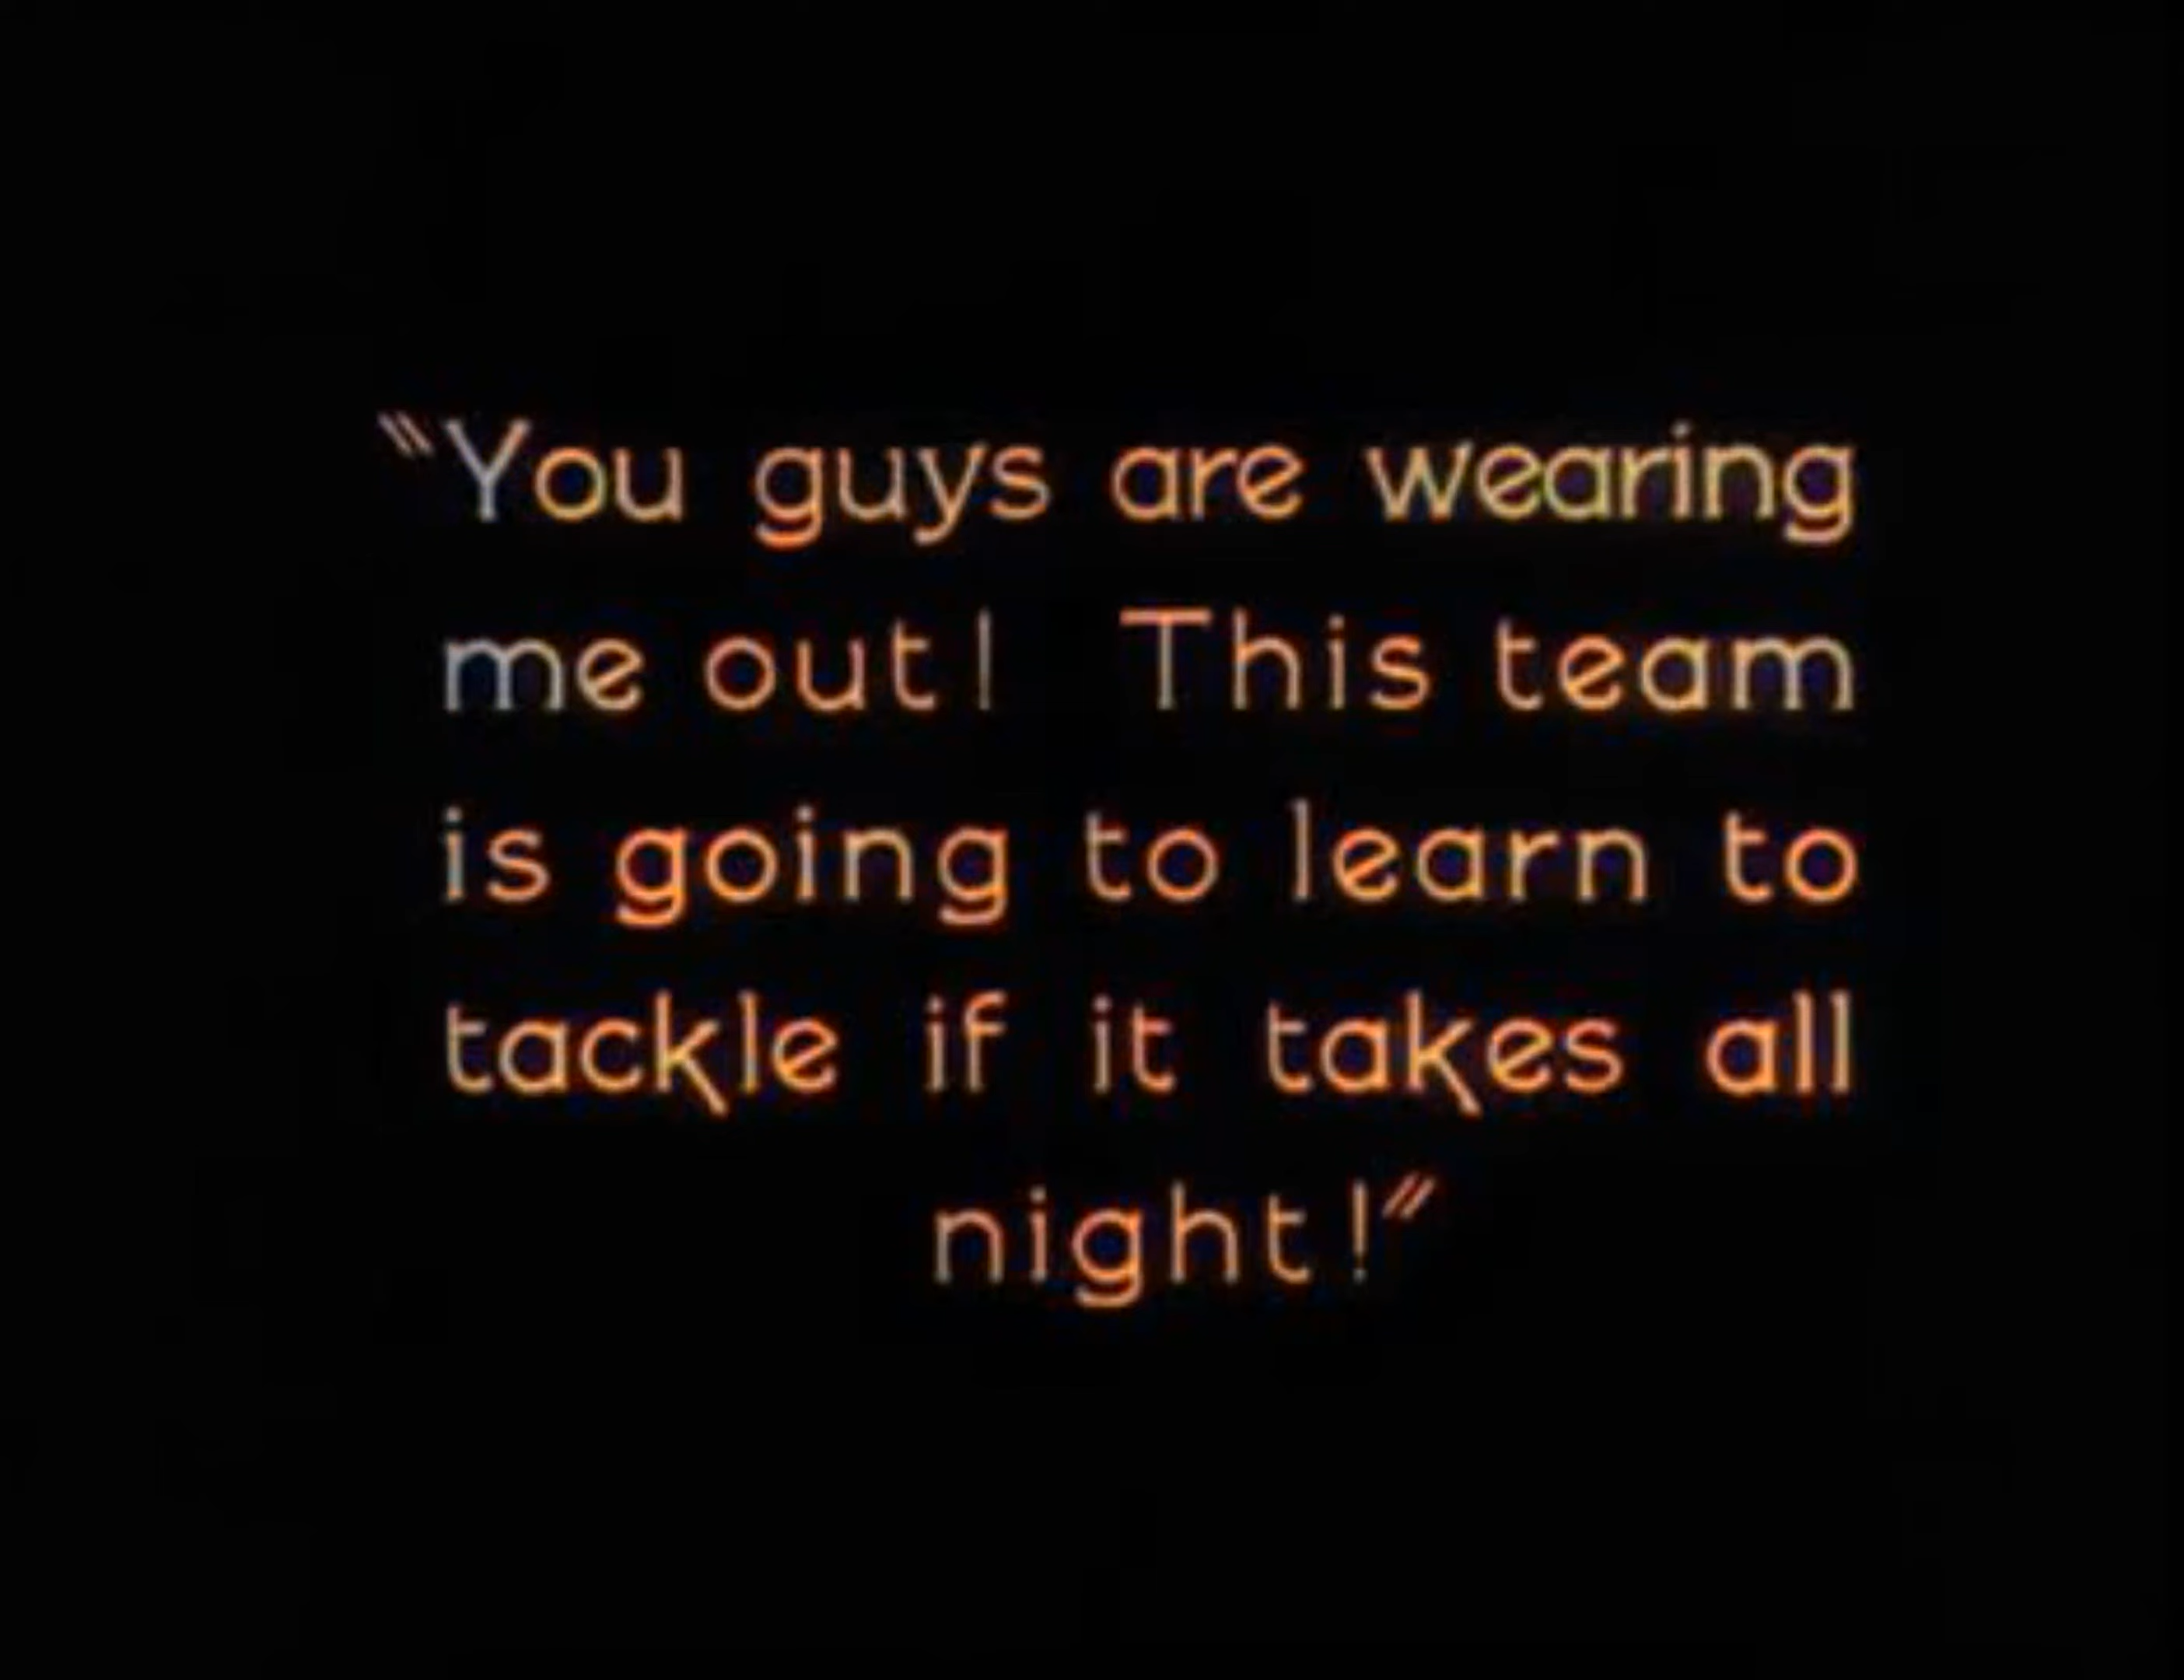 “You guys are wearing
me out! This team
is going to learn to
tackle if it takes all
night!”